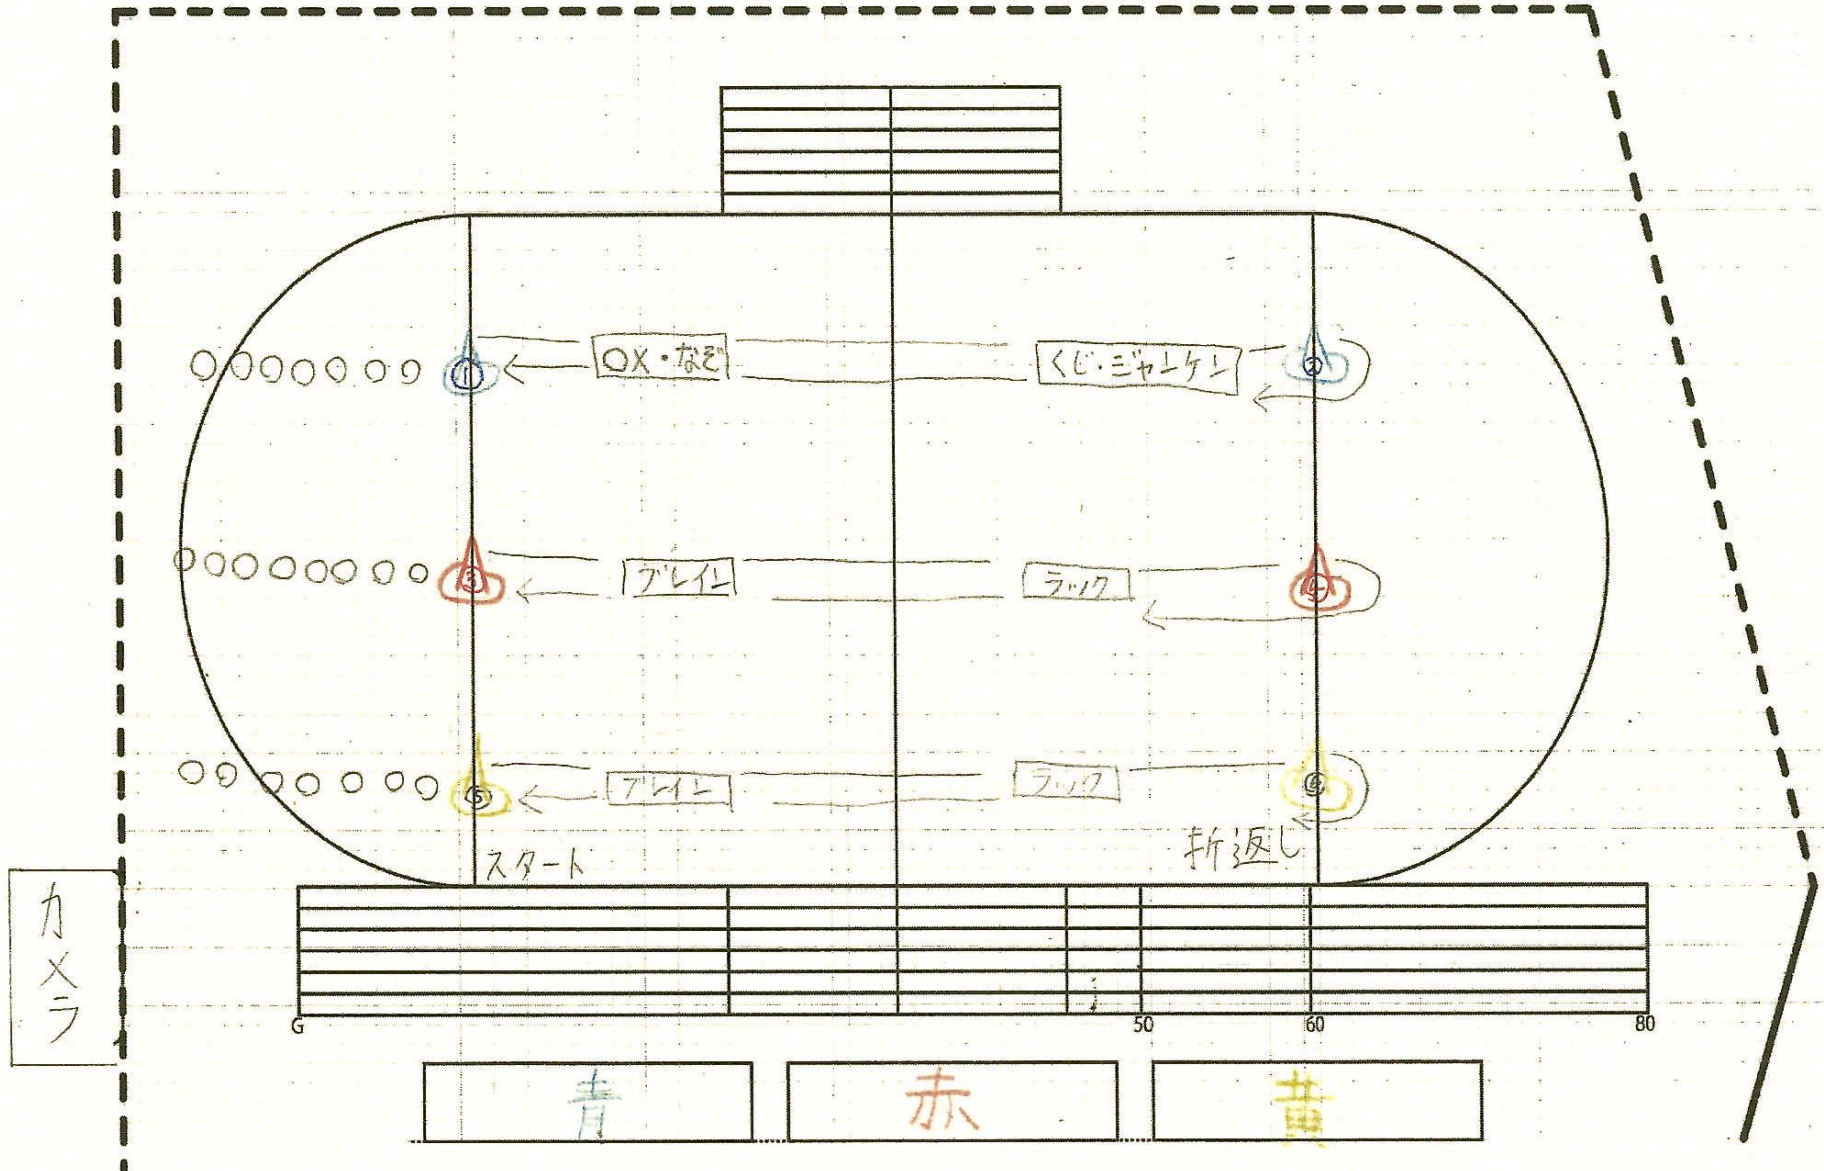 ①
OX・なぞ
くじ・ジャンケン
②
③
ブレイン
ラック
④
⑤
ブレイン
ラック
⑥
スタート
折返し
カメラ
G
50
60
80
青
赤
黄